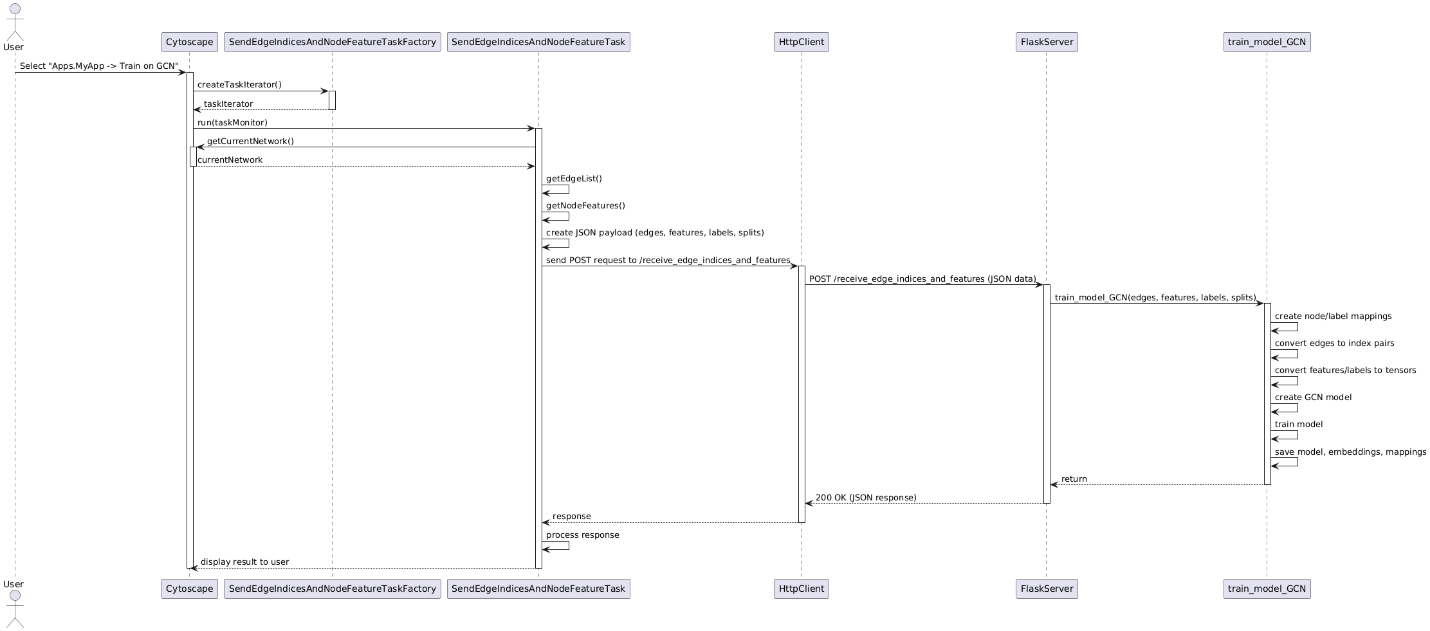 User
Cytoscape
SendEdgeIndicesAndNodeFeatureTaskFactory
SendEdgeIndicesAndNodeFeatureTask
HttpClient
FlaskServer
train_model_GCN
Select "Apps.MyApp -> Train on GCN"
createTaskIterator()
taskIterator
run(taskMonitor)
getCurrentNetwork()
currentNetwork
getEdgeList()
getNodeFeatures()
create JSON payload (edges, features, labels, splits)
send POST request to /receive_edge_indices_and_features
POST /receive_edge_indices_and_features (JSON data)
train_model_GCN(edges, features, labels, splits)
create node/label mappings
convert edges to index pairs
convert features/labels to tensors
create GCN model
train model
save model, embeddings, mappings
return
200 OK (JSON response)
response
process response
display result to user
User
Cytoscape
SendEdgeIndicesAndNodeFeatureTaskFactory
SendEdgeIndicesAndNodeFeatureTask
HttpClient
FlaskServer
train_model_GCN